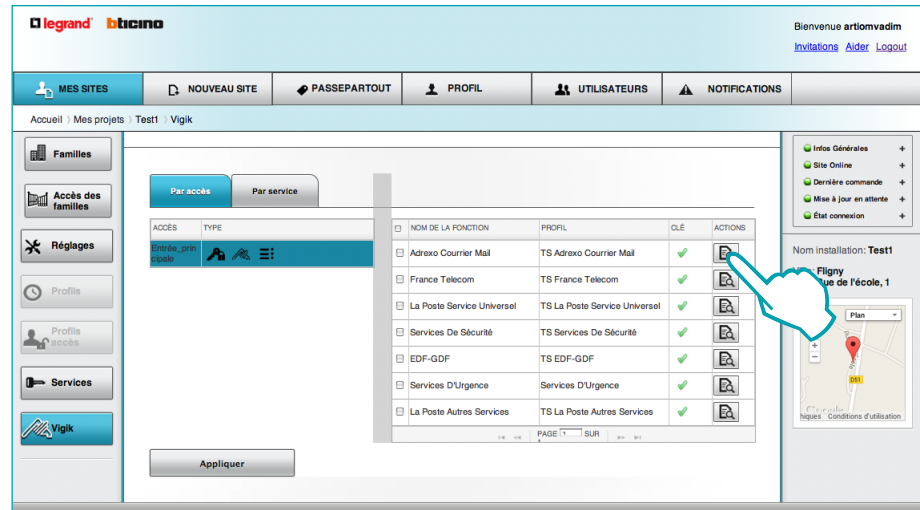 legrand® bticino
Bienvenue artiomvadim
Invitations Aider Logout
MES SITES NOUVEAU SITE PASSEPARTOUT PROFIL UTILISATEURS NOTIFICATIONS
Accueil Mes projets Test1 Vigik
Familles
Accès des
familles
Réglages
Profils
Profils
accès
Services
Vigik
Par accès Par service
ACCÈS TYPE
Entrée_prin
cipale
NOM DE LA FONCTION PROFIL CLÉ ACTIONS
Adrexo Courrier Mail TS Adrexo Courrier Mail
France Telecom TS France Telecom
La Poste Service Universel TS La Poste Service Universel
Services De Sécurité TS Services De Sécurité
EDF-GDF TS EDF-GDF
Services D'Urgence Services D'Urgence
La Poste Autres Services TS La Poste Autres Services
PAGE 1 SUR
Appliquer
Infos Générales +
Site Online +
Dernière commande +
Mise à jour en attente +
État connexion +
Nom installation: Test1
Fligny
Rue de l'école, 1
Plan
+
−
D51
hiques Conditions d'utilisation